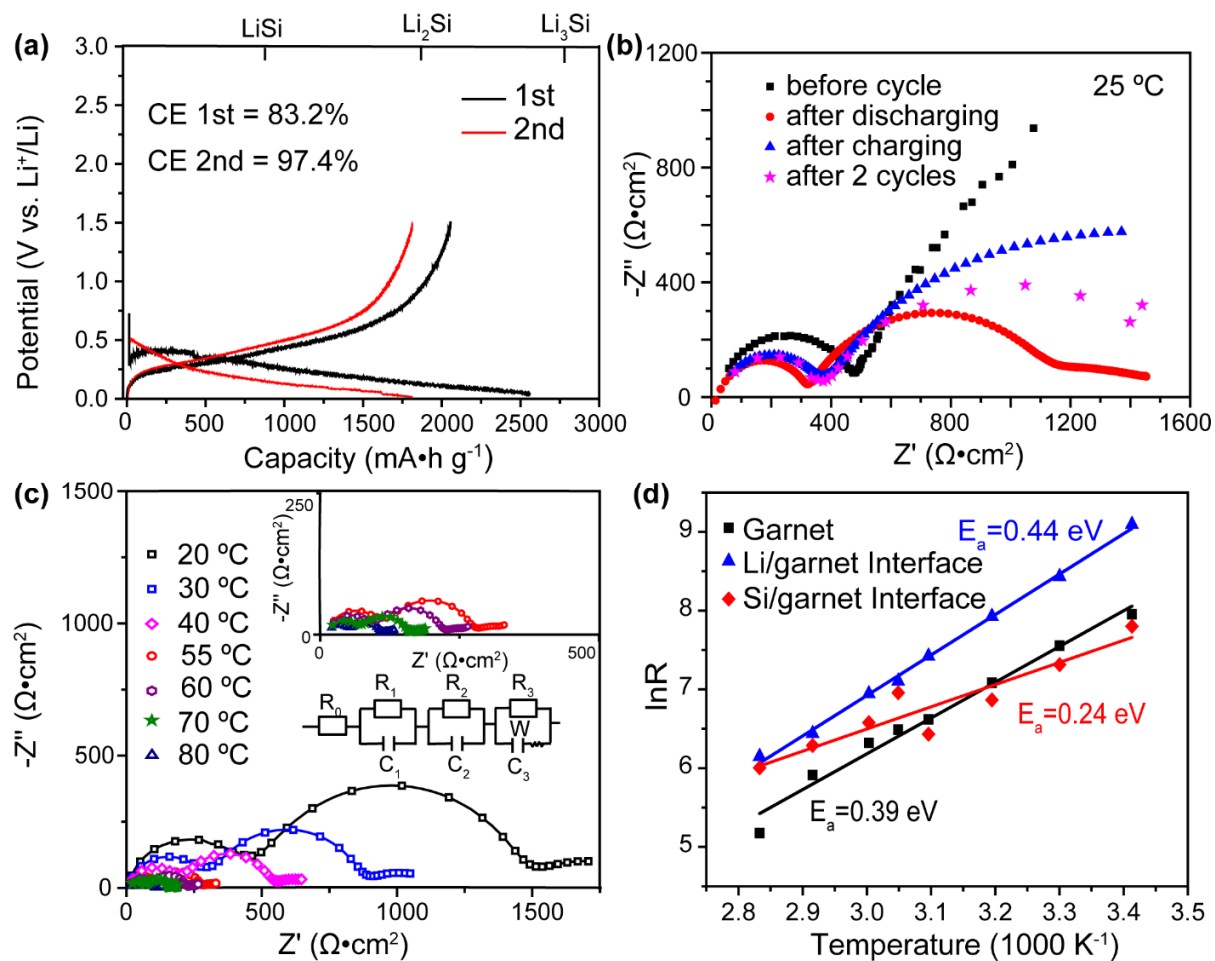 (a)
LiSi
Li₂Si
Li₃Si
3.0
2.5
2.0
1.5
1.0
0.5
0.0
CE 1st = 83.2%
CE 2nd = 97.4%
1st
2nd
Potential (V vs. Li⁺/Li)
0 500 1000 1500 2000 2500 3000
Capacity (mA•h g⁻¹)
(b)
1200
800
400
0
before cycle
after discharging
after charging
after 2 cycles
25 ºC
-Z" (Ω•cm²)
0 400 800 1200 1600
Z' (Ω•cm²)
(c)
1500
1000
500
0
20 ºC
30 ºC
40 ºC
55 ºC
60 ºC
70 ºC
80 ºC
-Z" (Ω•cm²)
250
0
-Z" (Ω•cm²)
0 Z' (Ω•cm²) 500
R₀
R₁
R₂
R₃
W
C₁
C₂
C₃
0 500 1000 1500
Z' (Ω•cm²)
(d)
9
8
7
6
5
Garnet
Li/garnet Interface
Si/garnet Interface
Eₐ=0.44 eV
Eₐ=0.24 eV
Eₐ=0.39 eV
lnR
2.8 2.9 3.0 3.1 3.2 3.3 3.4 3.5
Temperature (1000 K⁻¹)